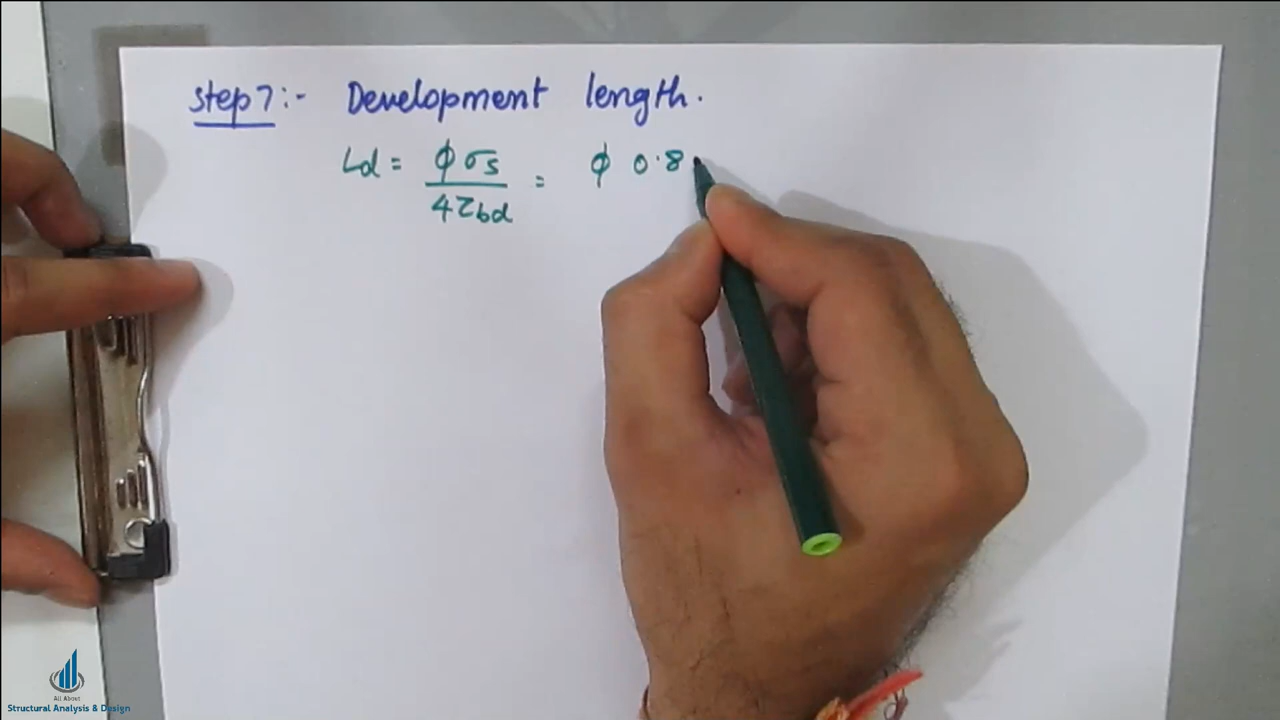 Step 7:- Development length.
Ld = ϕσs / 4τbd = ϕ 0.8
All About
Structural Analysis & Design